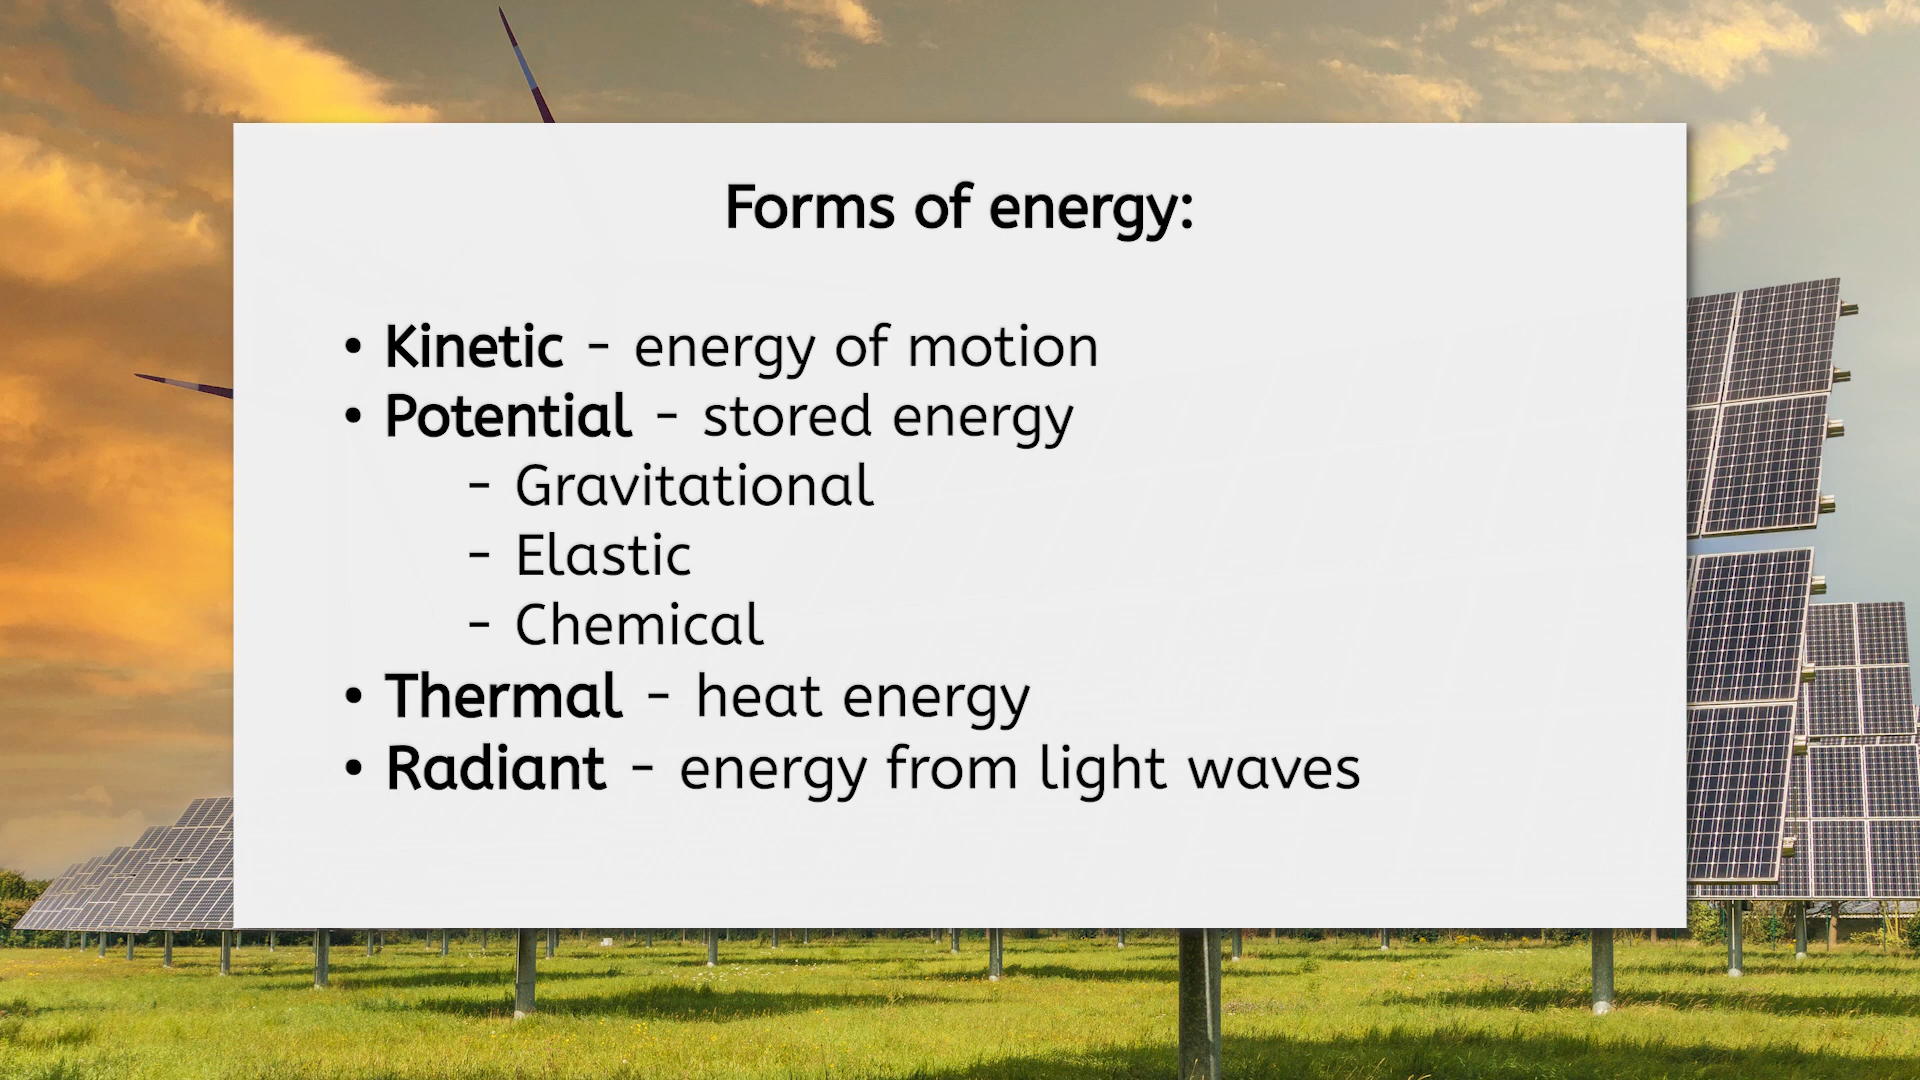 Forms of energy:
• Kinetic - energy of motion
• Potential - stored energy
- Gravitational
- Elastic
- Chemical
• Thermal - heat energy
• Radiant - energy from light waves